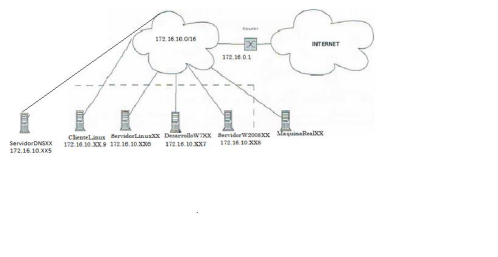 Router
172.16.10.0/16
INTERNET
172.16.0.1
ServidorDNSXX
172.16.10.XX5
ClienteLinux
172.16.10.XX.9
ServidorLinuxXX
172.16.10.XX6
DesarrolloW7XX
172.16.10.XX7
ServidorW2008XX
172.16.10.XX8
MaquinaRealXX